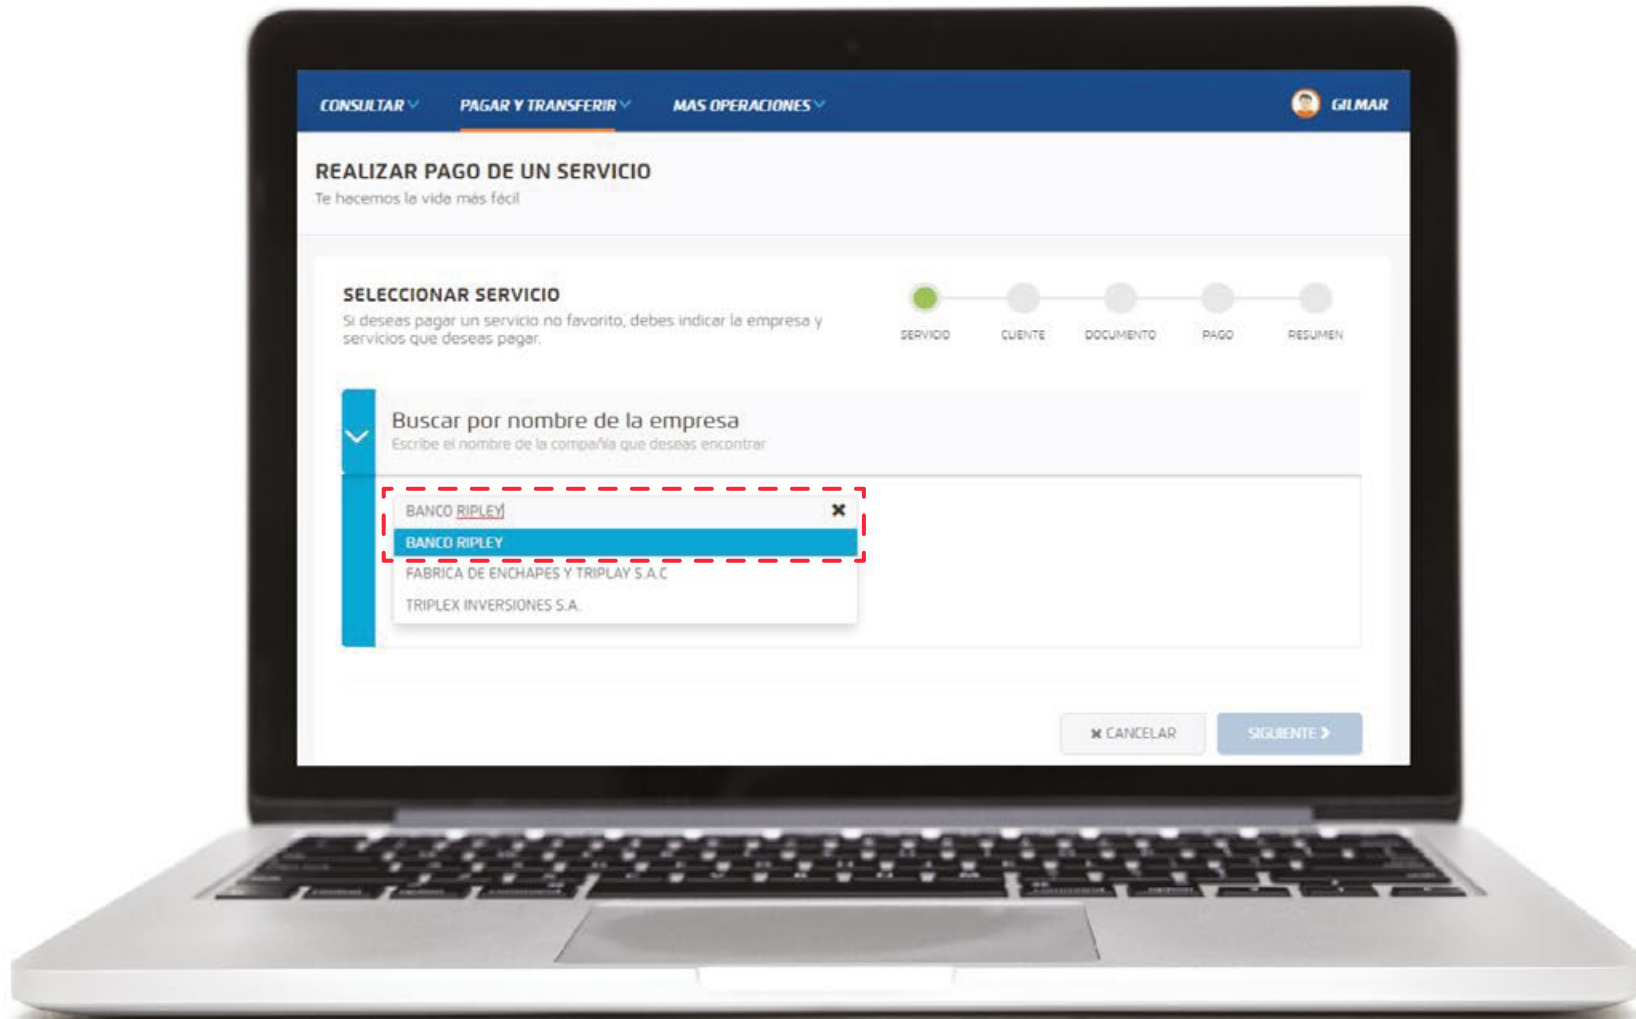 CONSULTAR PAGAR Y TRANSFERIR MAS OPERACIONES GILMAR
REALIZAR PAGO DE UN SERVICIO
Te hacemos la vida más fácil
SELECCIONAR SERVICIO
Si deseas pagar un servicio no favorito, debes indicar la empresa y
servicios que deseas pagar.
SERVICIO CLIENTE DOCUMENTO PAGO RESUMEN
Buscar por nombre de la empresa
Escribe el nombre de la compañía que deseas encontrar
BANCO RIPLEY
BANCO RIPLEY
FABRICA DE ENCHAPES Y TRIPLAY S.A.C
TRIPLEX INVERSIONES S.A.
CANCELAR SIGUIENTE